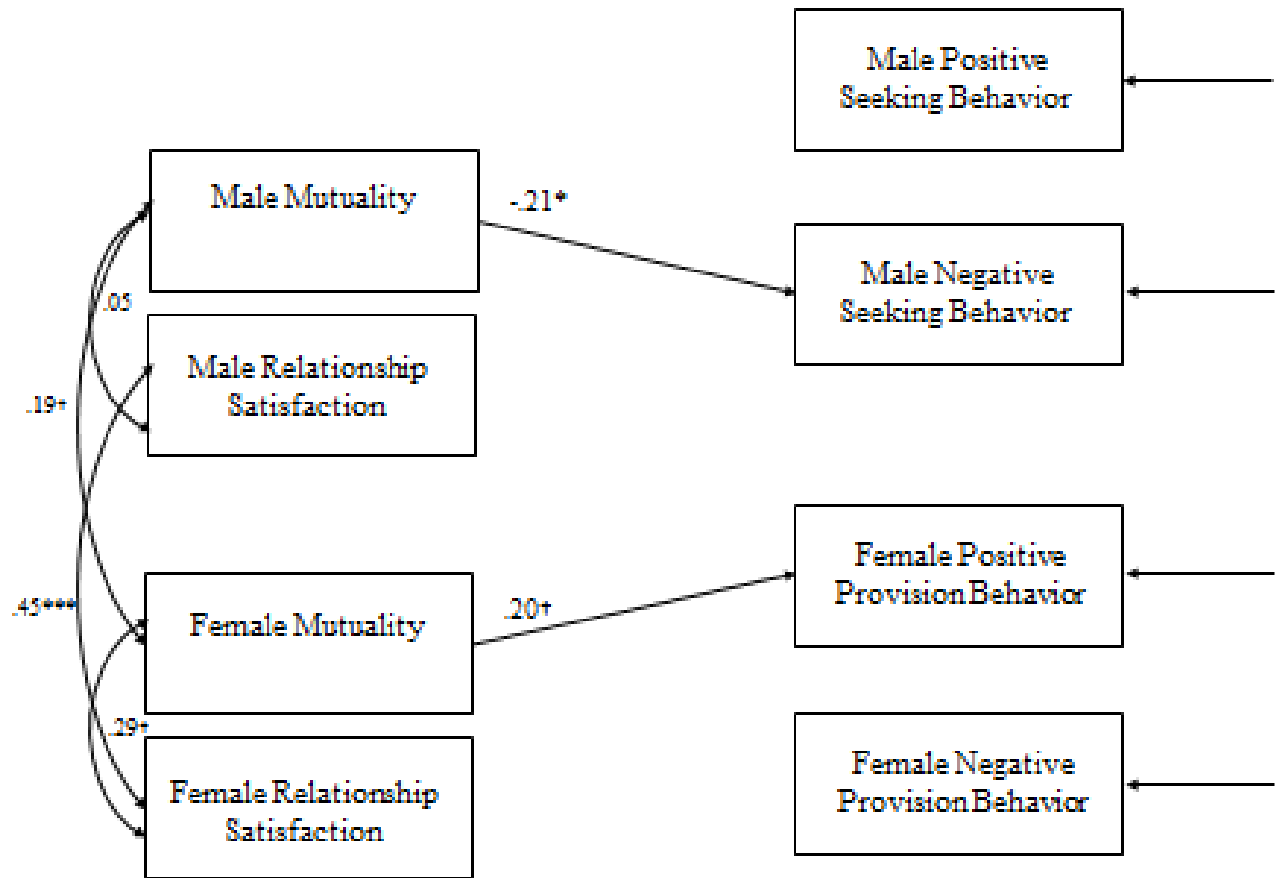 Male Positive
Seeking Behavior
Male Mutuality
-.21*
Male Negative
Seeking Behavior
.05
Male Relationship
Satisfaction
.19†
Female Positive
Provision Behavior
.45***
Female Mutuality
.20†
.29†
Female Negative
Provision Behavior
Female Relationship
Satisfaction